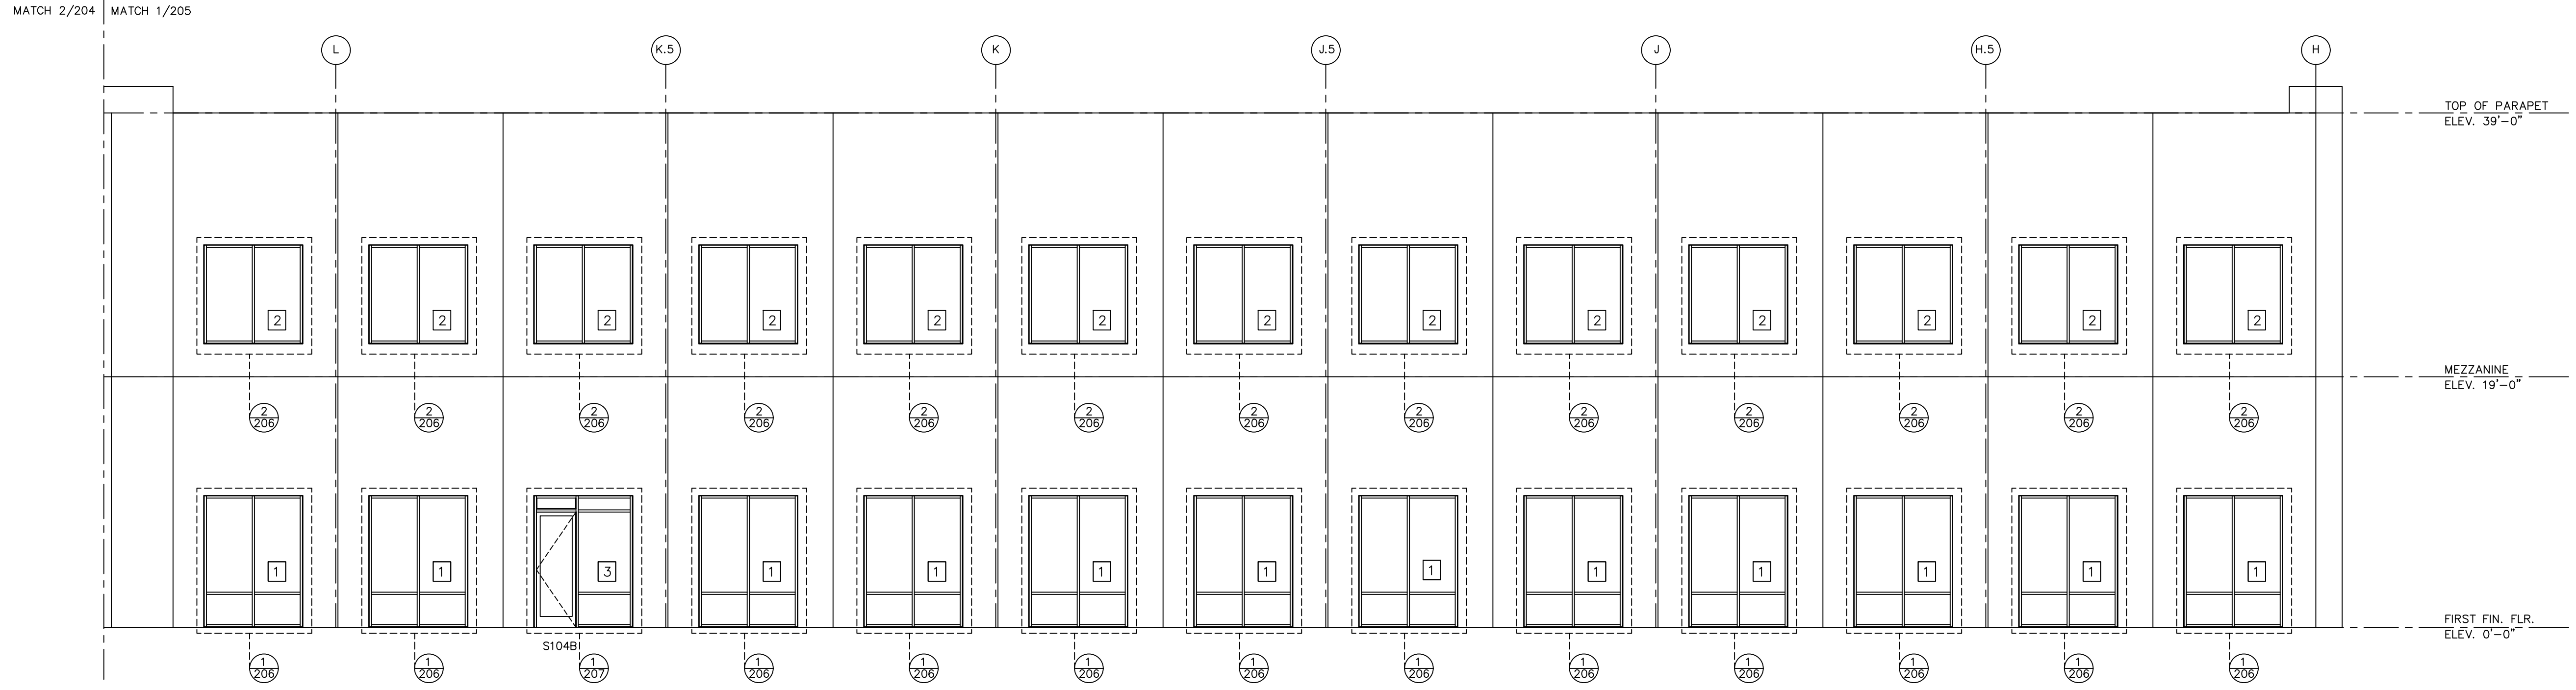 MATCH 2/204 MATCH 1/205
L K.5 K J.5 J H.5 H
TOP OF PARAPET
ELEV. 39'-0"
2 2 2 2 2 2 2 2 2 2 2 2 2
MEZZANINE
ELEV. 19'-0"
2 2 2 2 2 2 2 2 2 2 2 2 2
206 206 206 206 206 206 206 206 206 206 206 206 206
1 1 3 1 1 1 1 1 1 1 1 1 1
FIRST FIN. FLR.
ELEV. 0'-0"
S104B
1 1 1 1 1 1 1 1 1 1 1 1 1
206 206 207 206 206 206 206 206 206 206 206 206 206